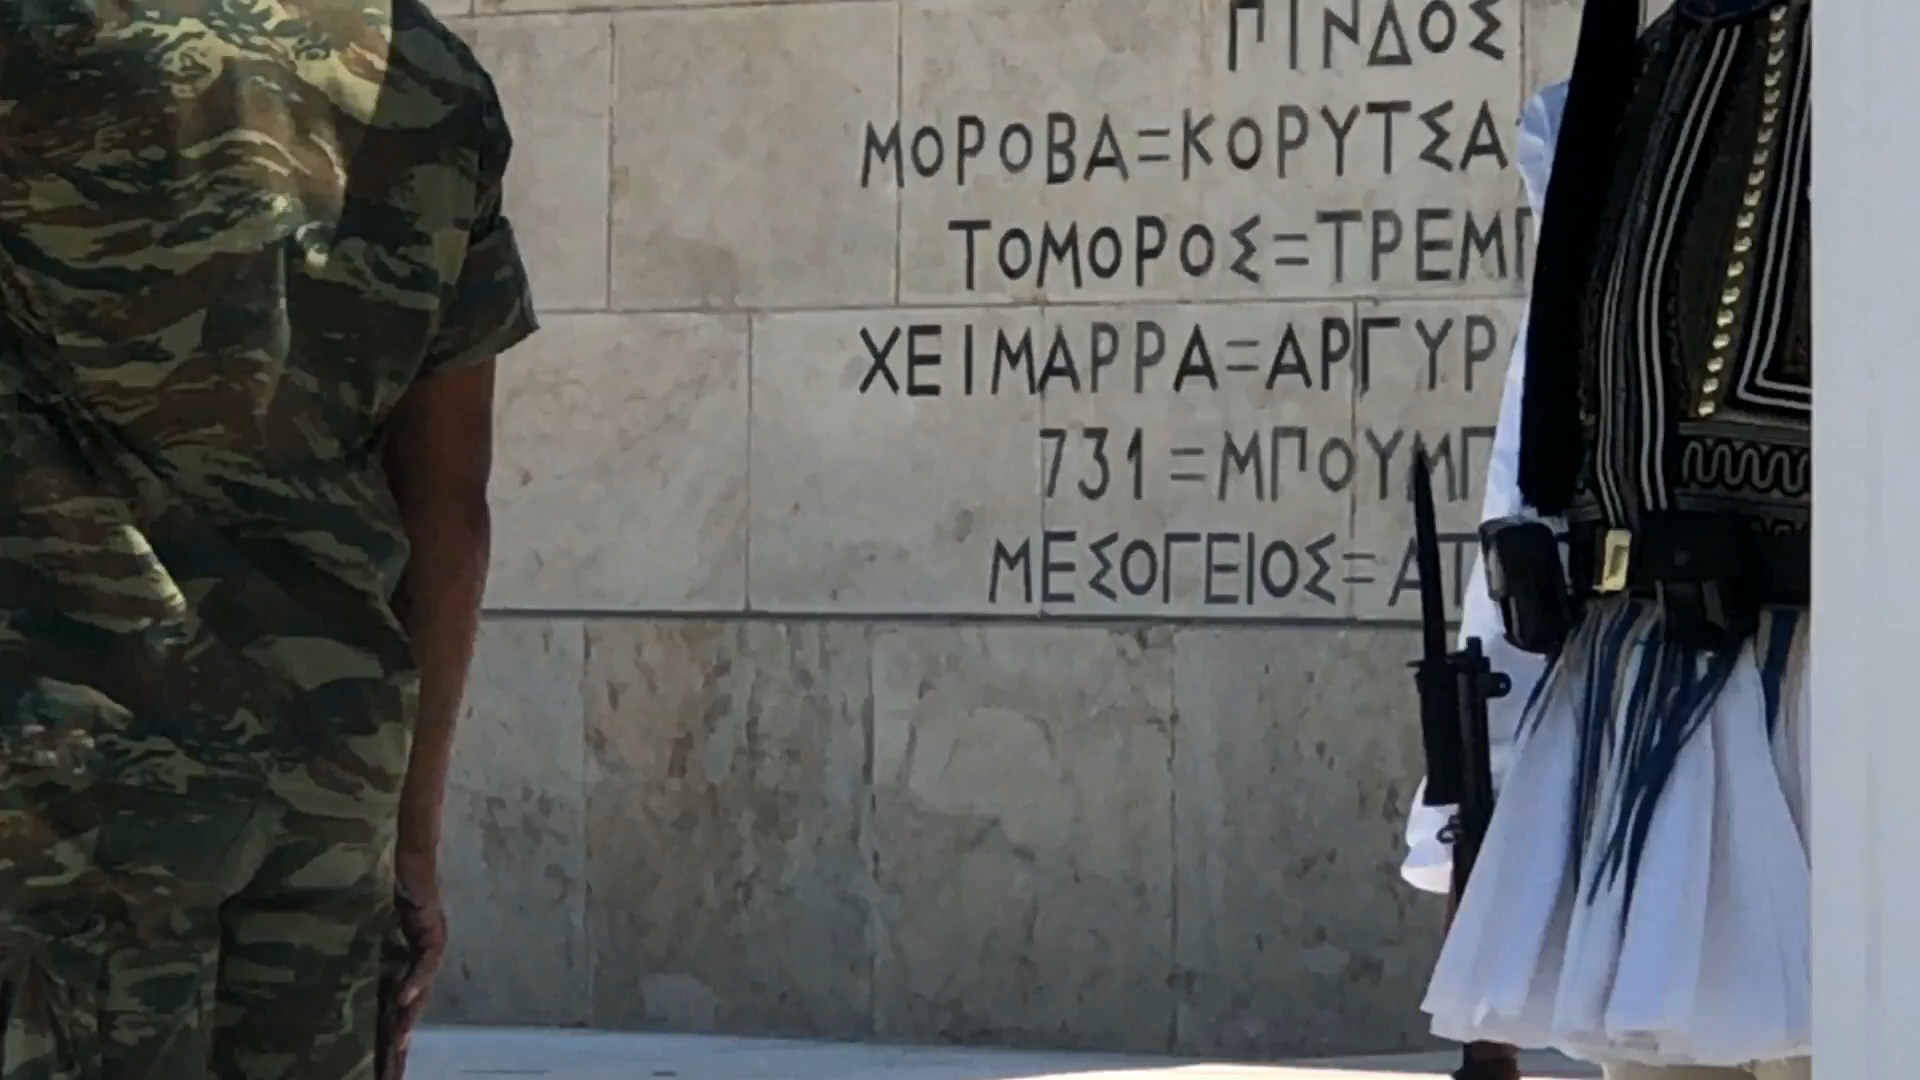 ΠΙΝΔΟΣ
ΜΟΡΟΒΑ=ΚΟΡΥΤΣΑ
ΤΟΜΟΡΟΣ=
ΧΕΙΜΑΡΡΑ=
731=
ΜΕΣΟΓΕΙΟΣ=